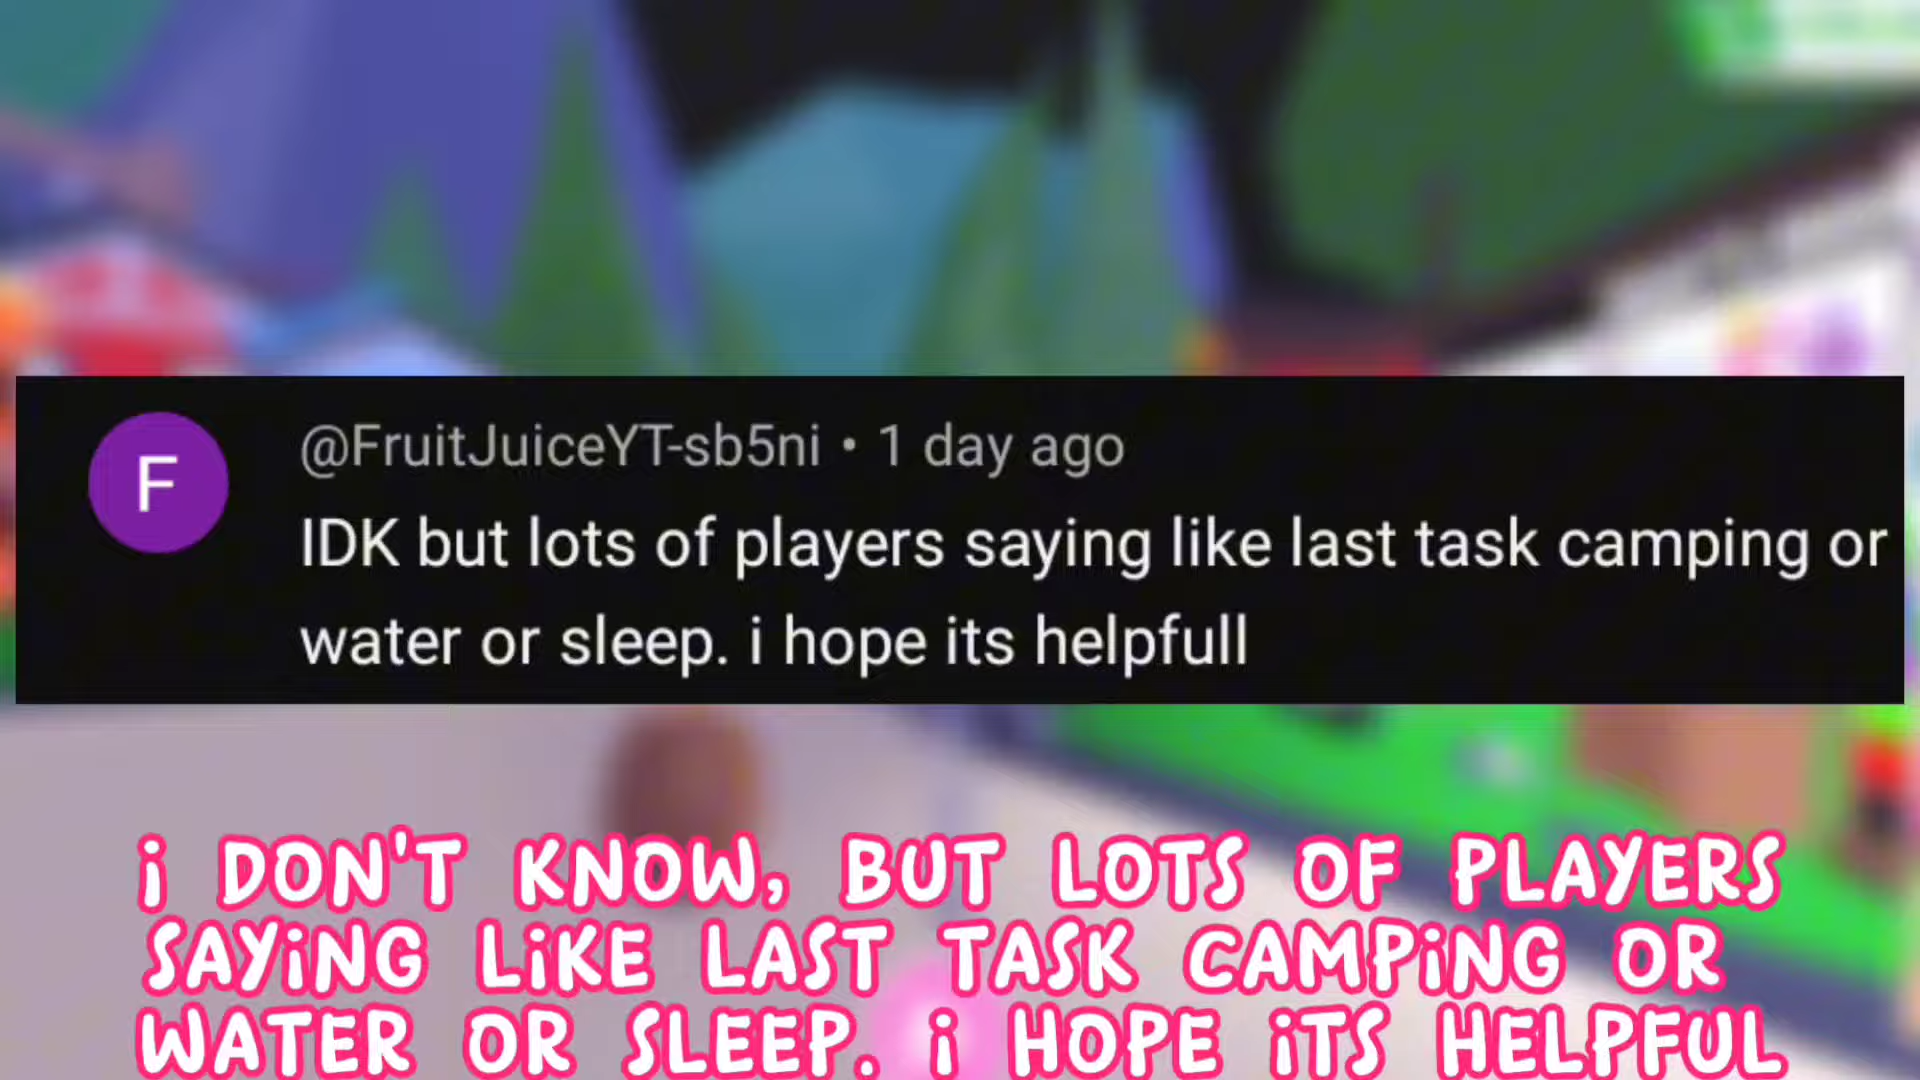 F
@FruitJuiceYT-sb5ni • 1 day ago
IDK but lots of players saying like last task camping or
water or sleep. i hope its helpfull
i DON'T KNOW, BUT LOTS OF PLAYERS
SAYiNG LiKE LAST TASK CAMPiNG OR
WATER OR SLEEP. i HOPE iTS HELPFUL